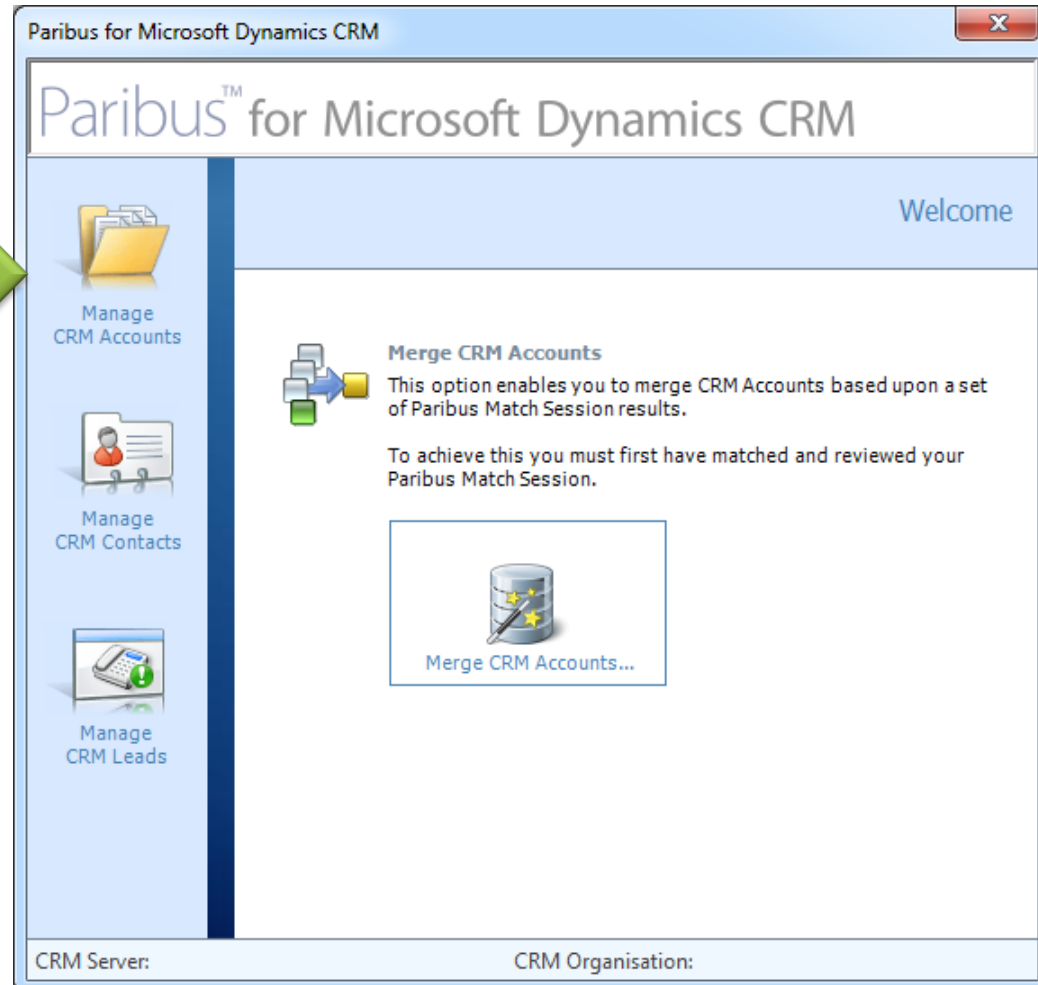 Paribus for Microsoft Dynamics CRM
Paribus™ for Microsoft Dynamics CRM
Welcome
Manage
CRM Accounts
Manage
CRM Contacts
Manage
CRM Leads
Merge CRM Accounts
This option enables you to merge CRM Accounts based upon a set
of Paribus Match Session results.
To achieve this you must first have matched and reviewed your
Paribus Match Session.
Merge CRM Accounts...
CRM Server:
CRM Organisation: